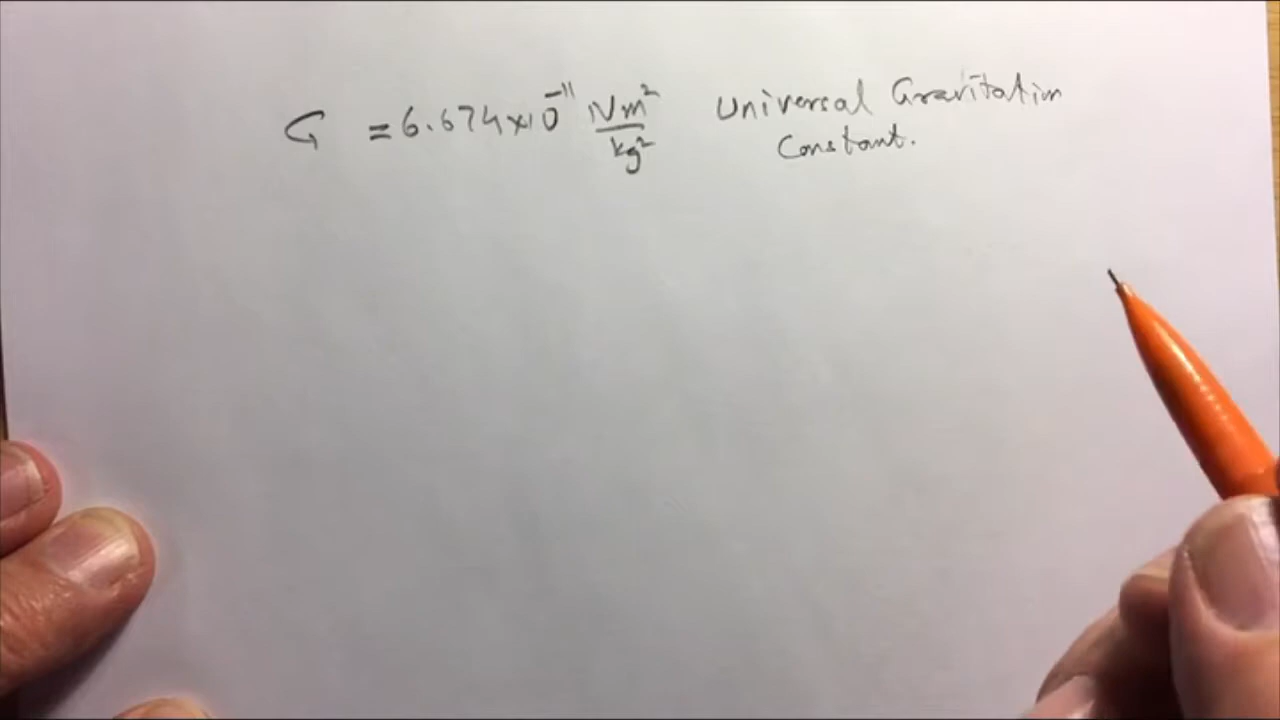 G = 6.674×10⁻¹¹ Nm²/kg² Universal Gravitation
Constant.